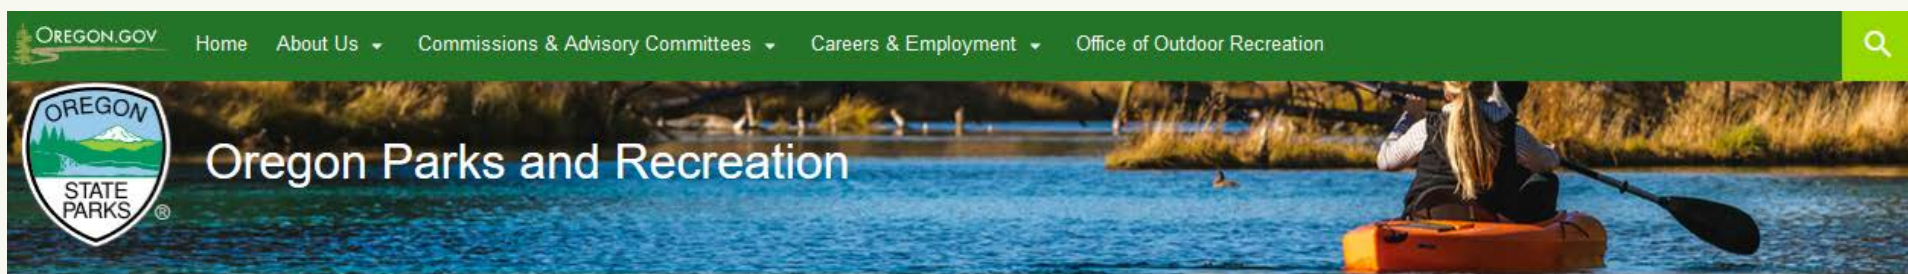 OREGON.GOV
Home About Us Commissions & Advisory Committees Careers & Employment Office of Outdoor Recreation
OREGON
STATE
PARKS ®
Oregon Parks and Recreation